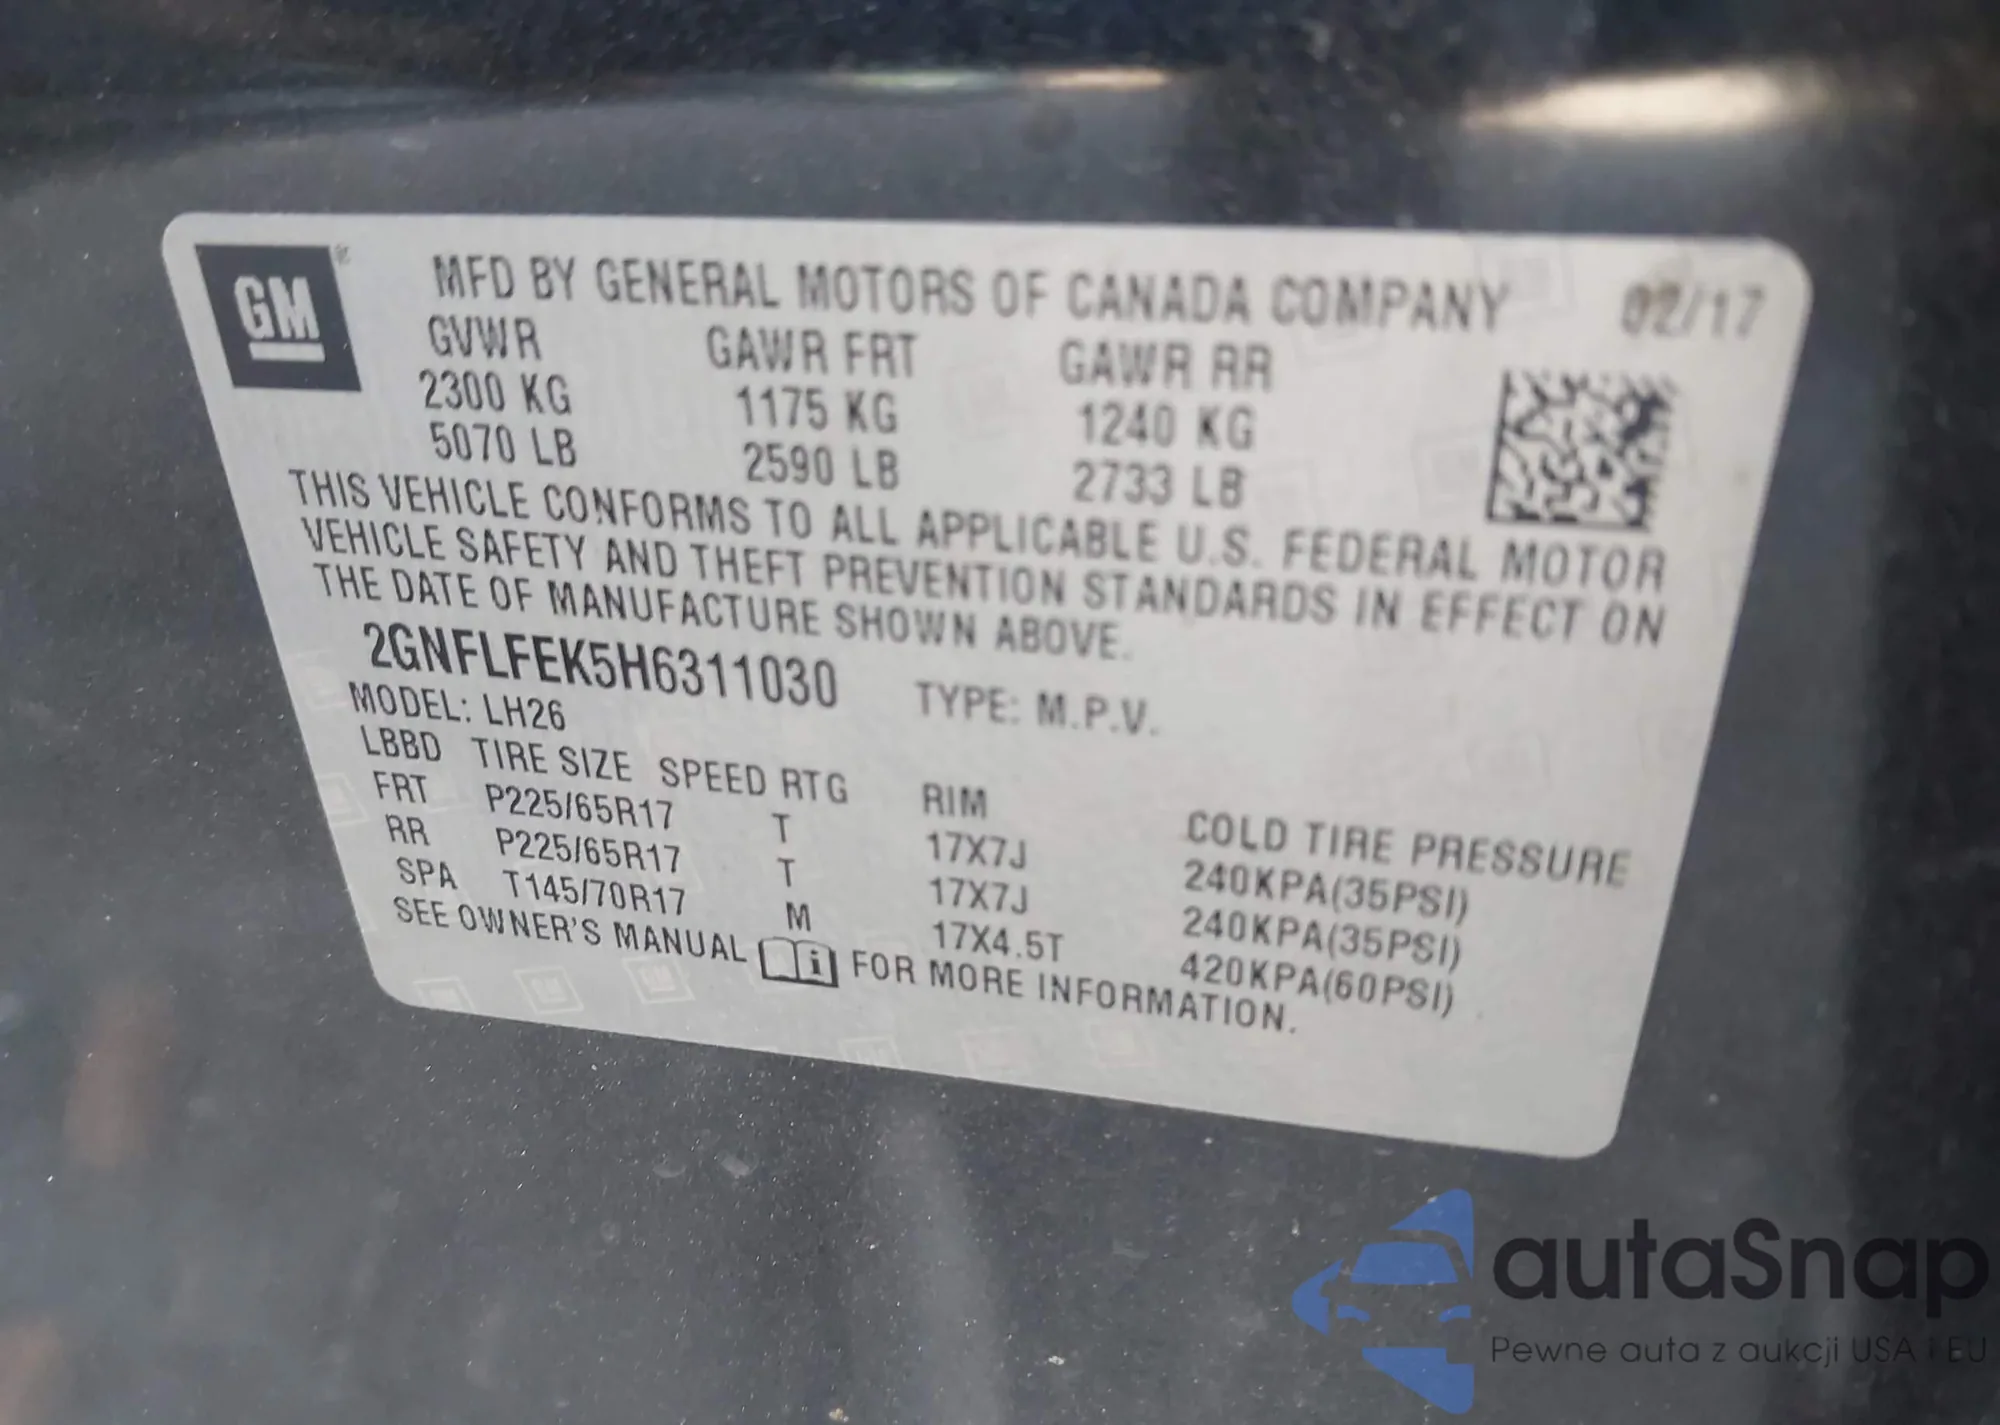 GM
MFD BY GENERAL MOTORS OF CANADA COMPANY 02/17
GVWR GAWR FRT GAWR RR
2300 KG 1175 KG 1240 KG
5070 LB 2590 LB 2733 LB
THIS VEHICLE CONFORMS TO ALL APPLICABLE U.S. FEDERAL MOTOR
VEHICLE SAFETY AND THEFT PREVENTION STANDARDS IN EFFECT ON
THE DATE OF MANUFACTURE SHOWN ABOVE.
2GNFLFEK5H6311030 TYPE: M.P.V.
MODEL: LH26
LBBD TIRE SIZE SPEED RTG RIM COLD TIRE PRESSURE
FRT P225/65R17 T 17X7J 240KPA(35PSI)
RR P225/65R17 T 17X7J 240KPA(35PSI)
SPA T145/70R17 M 17X4.5T 420KPA(60PSI)
SEE OWNER'S MANUAL i FOR MORE INFORMATION.
autaSnap
Pewne auta z aukcji USA i EU